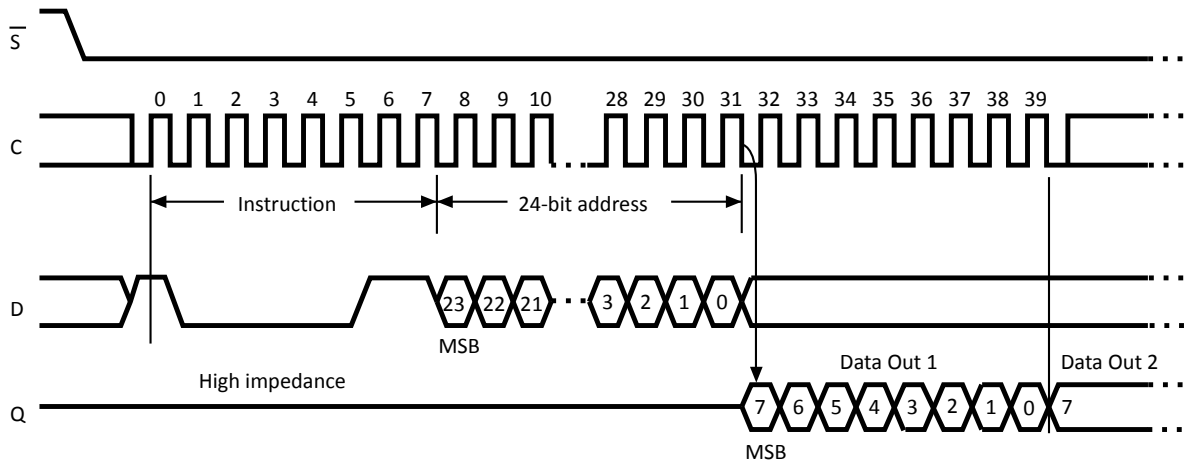 S
0 1 2 3 4 5 6 7 8 9 10 28 29 30 31 32 33 34 35 36 37 38 39
C
Instruction 24-bit address
D
23 22 21 3 2 1 0
MSB
High impedance
Data Out 1 Data Out 2
Q
7 6 5 4 3 2 1 0 7
MSB